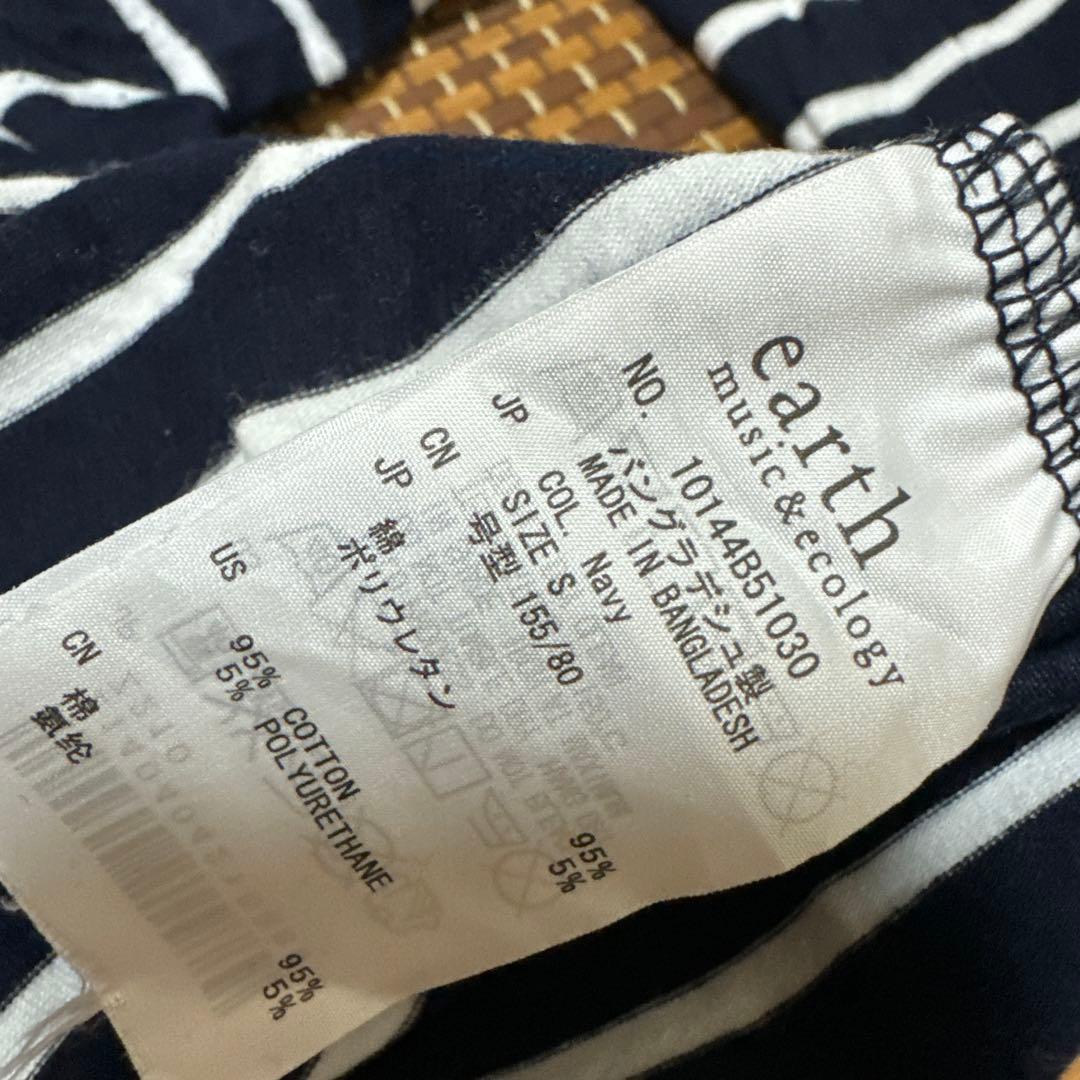 earth
music&ecology
NO. 10144B51030
バングラデシュ製
MADE IN BANGLADESH
JP COL. Navy
SIZE S
CN 号型 155/80
JP 綿 95%
ポリウレタン 5%
US 95% COTTON
5% POLYURETHANE
CN 棉 95%
氨纶 5%